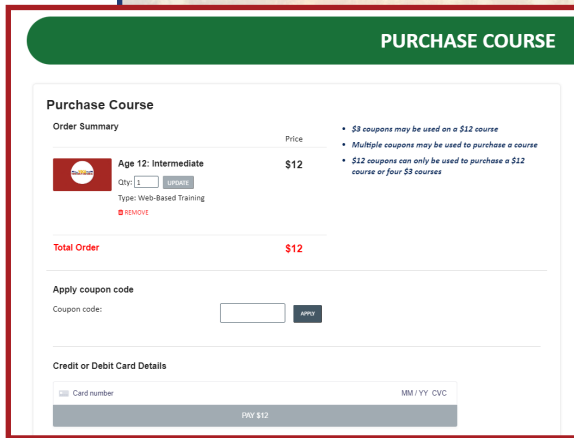 PURCHASE COURSE
Purchase Course
Order Summary
Price
Age 12: Intermediate
$12
Qty: 1 UPDATE
Type: Web-Based Training
REMOVE
Total Order
$12
• $3 coupons may be used on a $12 course
• Multiple coupons may be used to purchase a course
• $12 coupons can only be used to purchase a $12
course or four $3 courses
Apply coupon code
Coupon code:
APPLY
Credit or Debit Card Details
Card number
MM / YY CVC
PAY $12